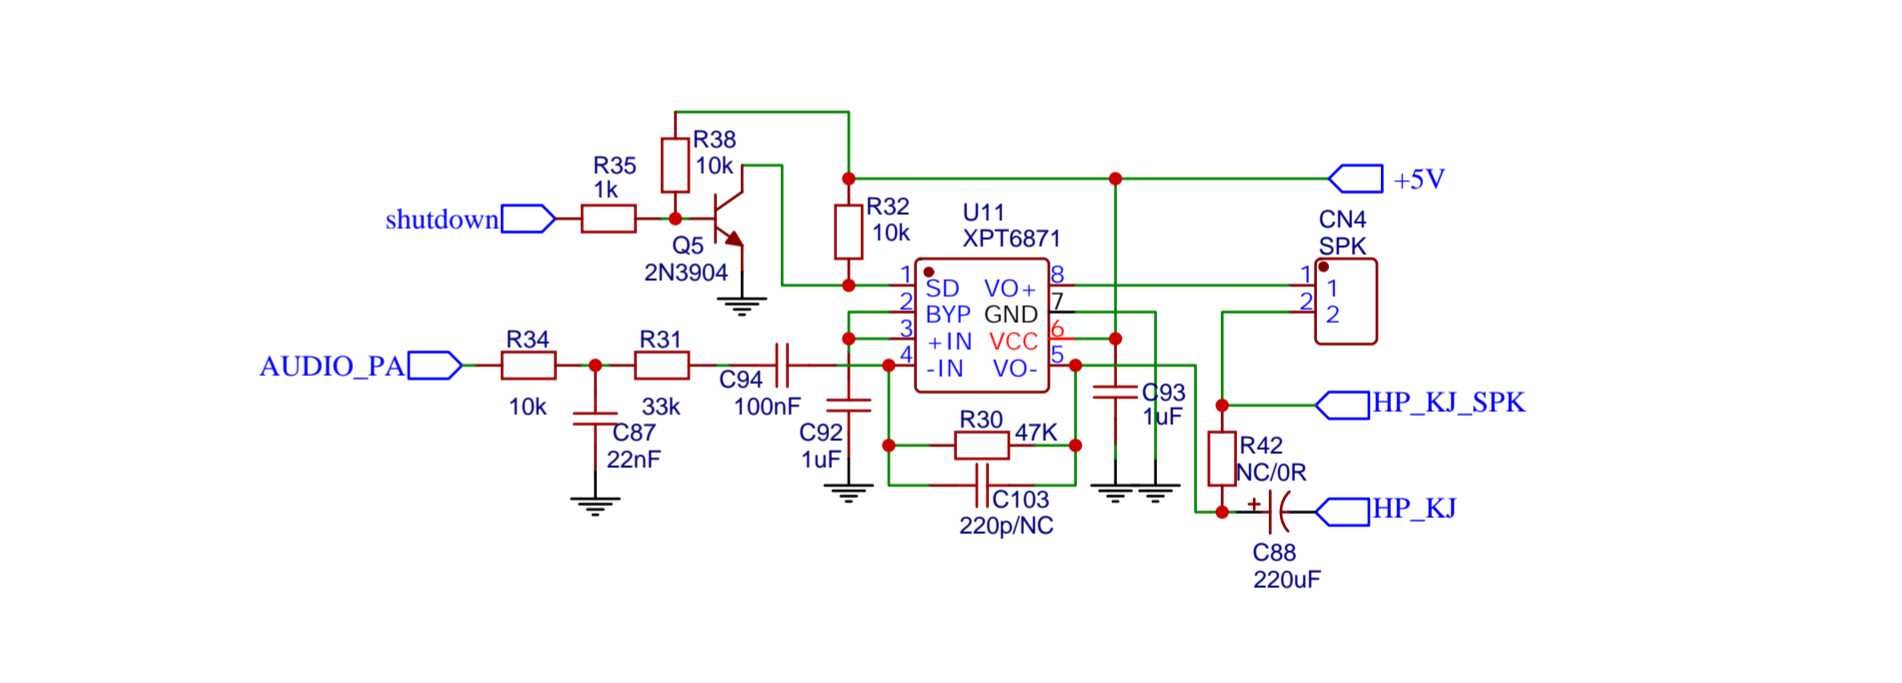 R38
10k
R35
1k
shutdown
Q5
2N3904
R32
10k
U11
XPT6871
+5V
CN4
SPK
1 SD VO+ 8
2 BYP GND 7
3 +IN VCC 6
4 -IN VO- 5
1 1
2 2
AUDIO_PA
R34
10k
R31
33k
C94
100nF
C87
22nF
C92
1uF
R30 47K
C103
220p/NC
C93
1uF
HP_KJ_SPK
R42
NC/0R
+
HP_KJ
C88
220uF